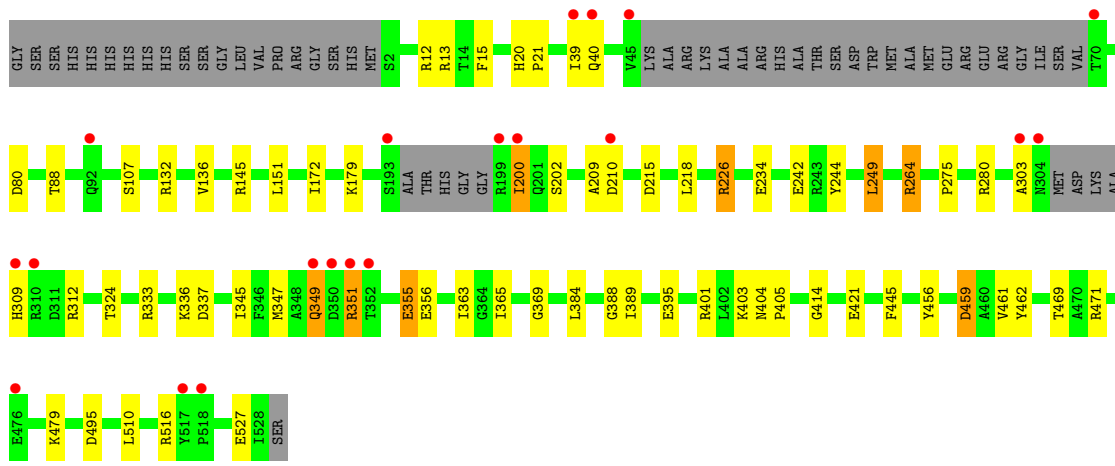 GLY SER SER HIS HIS HIS HIS HIS HIS SER SER GLY LEU VAL PRO ARG GLY SER HIS MET S2 R12 R13 T14 F15 H20 P21 I39 Q40 V45 LYS ALA ARG LYS ALA ALA ARG HIS ALA THR SER ASP TRP MET ALA MET GLU ARG GLU ARG GLY ILE SER VAL T70
D80 T88 Q92 S107 R132 V136 R145 L151 I172 K179 S193 ALA THR HIS GLY GLY R199 I200 Q201 S202 A209 D210 D215 L218 R226 E234 E242 R243 Y244 L249 R264 P275 R280 A303 N304 MET ASP LYS ALA
H309 R310 D311 R312 T324 R333 K336 D337 I345 F346 M347 A348 Q349 D350 R351 T352 E355 E356 I363 G364 I365 G369 L384 G388 I389 E395 R401 L402 K403 N404 P405 G414 E421 F445 Y456 D459 A460 V461 Y462 T469 A470 R471
E476 K479 D495 L510 R516 Y517 P518 E527 I528 SER